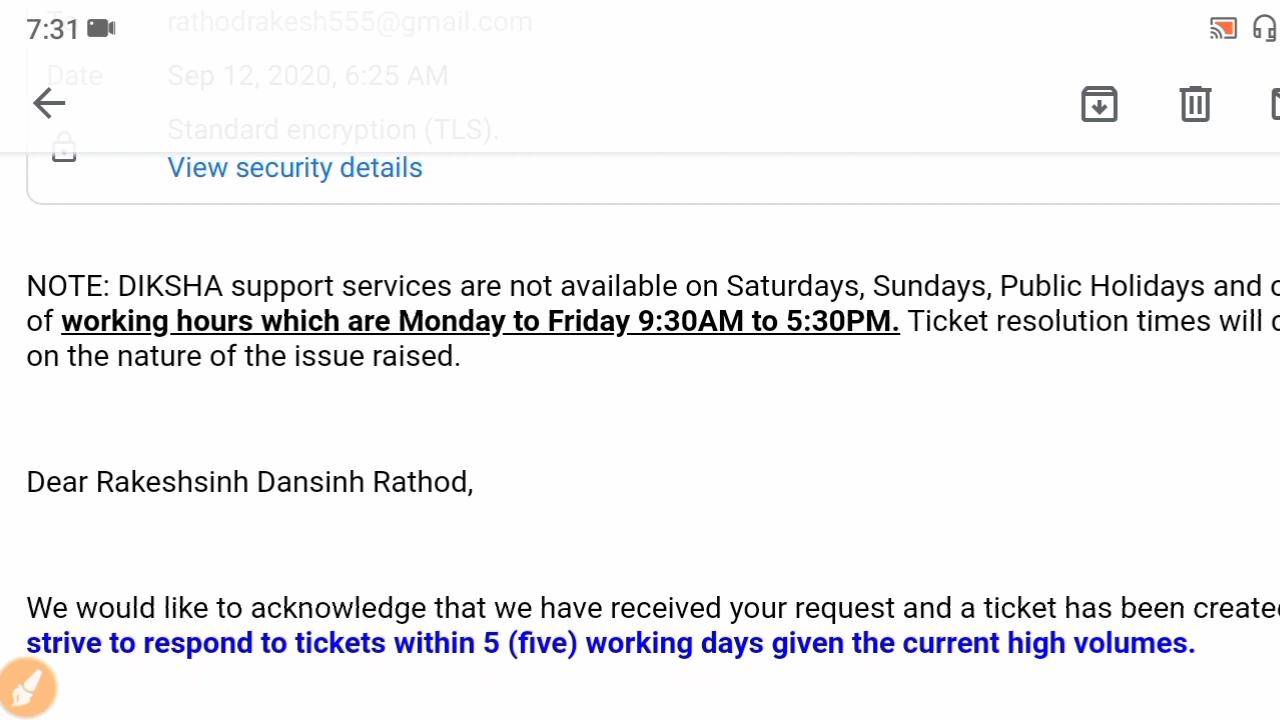 7:31
To rathodrakesh555@gmail.com
Date Sep 12, 2020, 6:25 AM
Standard encryption (TLS).
View security details
NOTE: DIKSHA support services are not available on Saturdays, Sundays, Public Holidays and
of working hours which are Monday to Friday 9:30AM to 5:30PM. Ticket resolution times will
on the nature of the issue raised.
Dear Rakeshsinh Dansinh Rathod,
We would like to acknowledge that we have received your request and a ticket has been create
strive to respond to tickets within 5 (five) working days given the current high volumes.